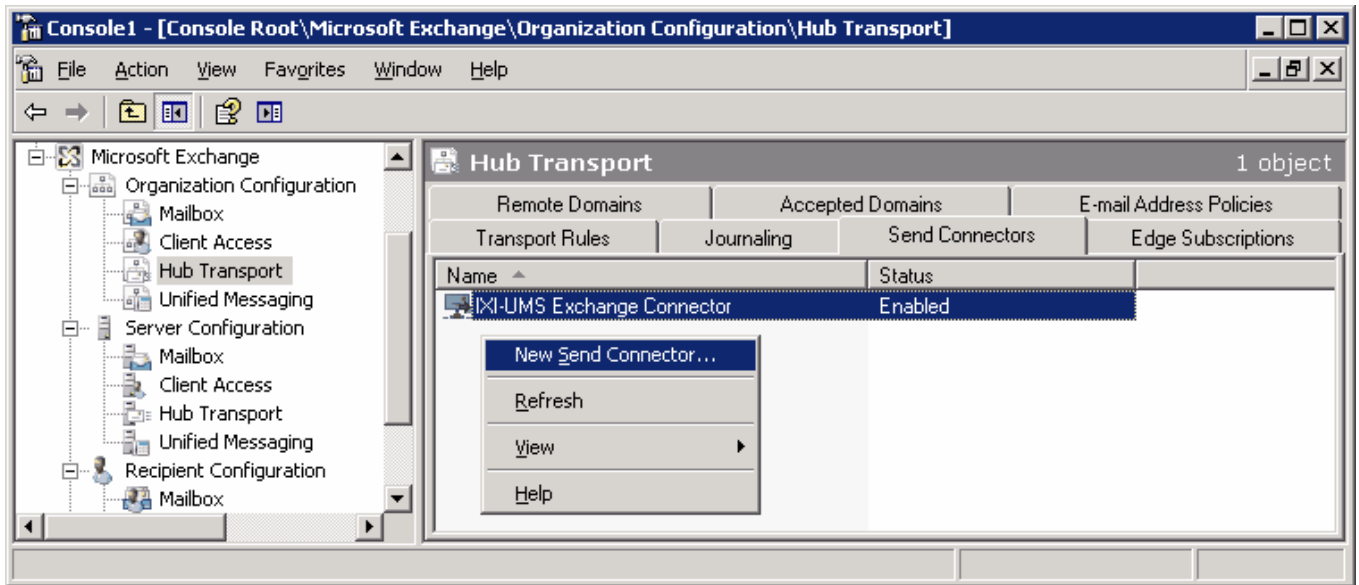 Console1 - [Console Root\Microsoft Exchange\Organization Configuration\Hub Transport]
File Action View Favorites Window Help
Microsoft Exchange
Organization Configuration
Mailbox
Client Access
Hub Transport
Unified Messaging
Server Configuration
Mailbox
Client Access
Hub Transport
Unified Messaging
Recipient Configuration
Mailbox
Hub Transport 1 object
Remote Domains Accepted Domains E-mail Address Policies
Transport Rules Journaling Send Connectors Edge Subscriptions
Name Status
IXI-UMS Exchange Connector Enabled
New Send Connector...
Refresh
View
Help